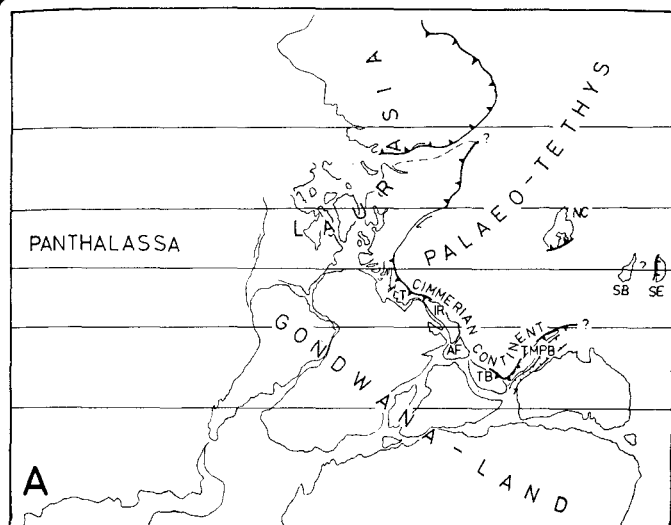 LAURASIA
PALAEO-TETHYS
?
NC
PANTHALASSA
SB
?
SE
T
CIMMERIAN CONTINENT
IR
AF
TB
TMPB
?
GONDWANA-LAND
A